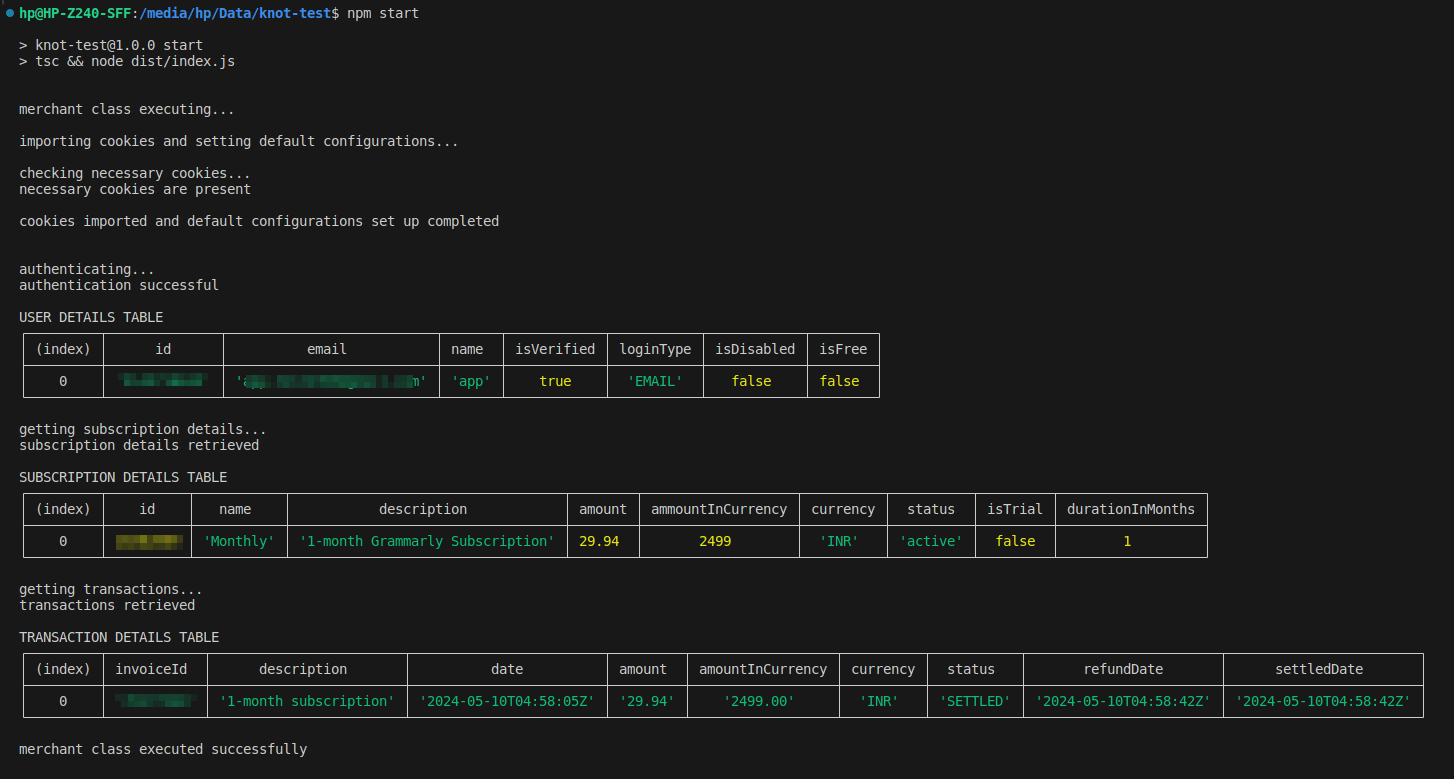 hp@HP-Z240-SFF:/media/hp/Data/knot-test$ npm start
> knot-test@1.0.0 start
> tsc && node dist/index.js
merchant class executing...
importing cookies and setting default configurations...
checking necessary cookies...
necessary cookies are present
cookies imported and default configurations set up completed
authenticating...
authentication successful
USER DETAILS TABLE
(index) id email name isVerified loginType isDisabled isFree
0 'app' true 'EMAIL' false false
getting subscription details...
subscription details retrieved
SUBSCRIPTION DETAILS TABLE
(index) id name description amount ammountInCurrency currency status isTrial durationInMonths
0 'Monthly' '1-month Grammarly Subscription' 29.94 2499 'INR' 'active' false 1
getting transactions...
transactions retrieved
TRANSACTION DETAILS TABLE
(index) invoiceId description date amount amountInCurrency currency status refundDate settledDate
0 '1-month subscription' '2024-05-10T04:58:05Z' '29.94' '2499.00' 'INR' 'SETTLED' '2024-05-10T04:58:42Z' '2024-05-10T04:58:42Z'
merchant class executed successfully